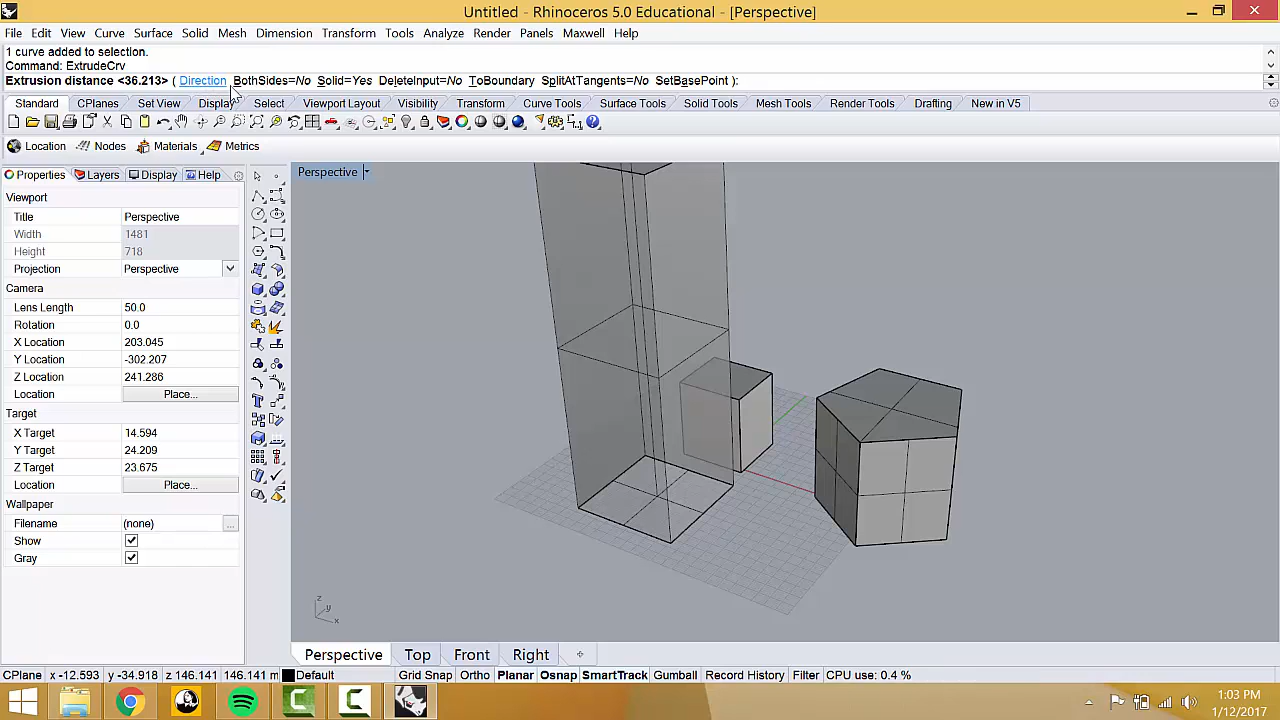 Untitled - Rhinoceros 5.0 Educational - [Perspective]
File Edit View Curve Surface Solid Mesh Dimension Transform Tools Analyze Render Panels Maxwell Help
1 curve added to selection.
Command: ExtrudeCrv
Extrusion distance <36.213> ( Direction BothSides=No Solid=Yes DeleteInput=No ToBoundary SplitAtTangents=No SetBasePoint ):
Standard CPlanes Set View Display Select Viewport Layout Visibility Transform Curve Tools Surface Tools Solid Tools Mesh Tools Render Tools Drafting New in V5
Location Nodes Materials Metrics
Properties Layers Display Help
Perspective
Viewport
Title Perspective
Width 1481
Height 718
Projection Perspective
Camera
Lens Length 50.0
Rotation 0.0
X Location 203.045
Y Location -302.207
Z Location 241.286
Location Place...
Target
X Target 14.594
Y Target 24.209
Z Target 23.675
Location Place...
Wallpaper
Filename (none) ...
Show
Gray
z
y
x
Perspective Top Front Right
CPlane x -12.593 y -34.918 z 146.141 146.141 m Default Grid Snap Ortho Planar Osnap SmartTrack Gumball Record History Filter CPU use: 0.4 %
1:03 PM
1/12/2017